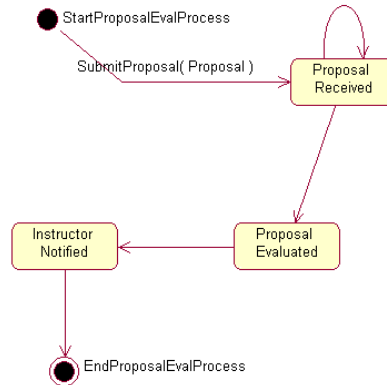 StartProposalEvalProcess
SubmitProposal( Proposal )
Proposal
Received
Instructor
Notified
Proposal
Evaluated
EndProposalEvalProcess